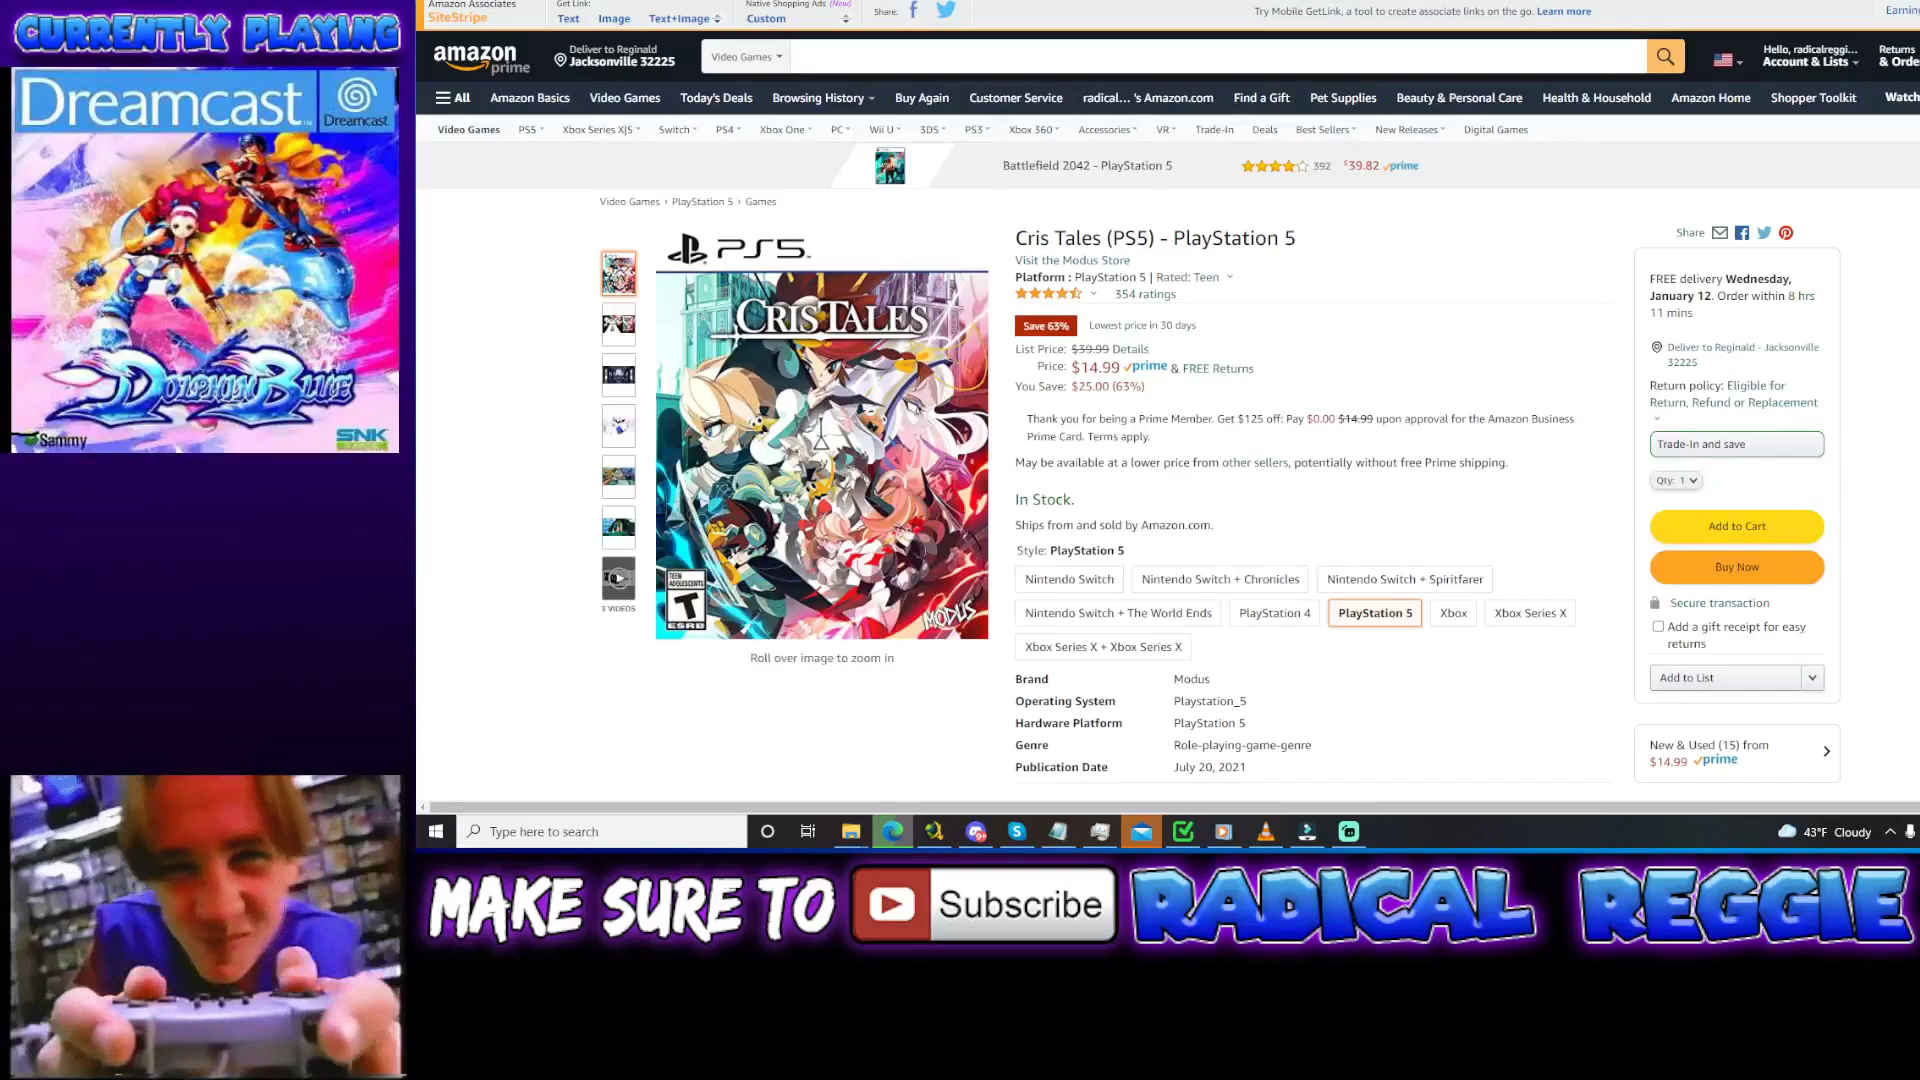 CURRENTLY PLAYING
Dreamcast
Dreamcast
DOLPHIN BLUE
Sammy
SNK
Amazon Associates
SiteStripe
Get Link:
Text Image Text+Image
Native Shopping Ads (New)
Custom
Share:
Try Mobile GetLink, a tool to create associate links on the go. Learn more
amazon
prime
Deliver to Reginald
Jacksonville 32225
Video Games
Hello, radicalreggi...
Account & Lists
Returns
All Amazon Basics Video Games Today's Deals Browsing History Buy Again Customer Service radical... 's Amazon.com Find a Gift Pet Supplies Beauty & Personal Care Health & Household Amazon Home Shopper Toolkit
Video Games PS5 Xbox Series X|S Switch PS4 Xbox One PC Wii U 3DS PS3 Xbox 360 Accessories VR Trade-In Deals Best Sellers New Releases Digital Games
Battlefield 2042 - PlayStation 5 392 $39.82 prime
Video Games › PlayStation 5 › Games
PS5
CRIS TALES
TEEN
T
ESRB
MODUS
3 VIDEOS
Roll over image to zoom in
Cris Tales (PS5) - PlayStation 5
Visit the Modus Store
Platform : PlayStation 5 | Rated: Teen
354 ratings
Save 63% Lowest price in 30 days
List Price: $39.99 Details
Price: $14.99 prime & FREE Returns
You Save: $25.00 (63%)
Thank you for being a Prime Member. Get $125 off: Pay $0.00 $14.99 upon approval for the Amazon Business
Prime Card. Terms apply.
May be available at a lower price from other sellers, potentially without free Prime shipping.
In Stock.
Ships from and sold by Amazon.com.
Style: PlayStation 5
Nintendo Switch Nintendo Switch + Chronicles Nintendo Switch + Spiritfarer
Nintendo Switch + The World Ends PlayStation 4 PlayStation 5 Xbox Xbox Series X
Xbox Series X + Xbox Series X
Brand Modus
Operating System Playstation_5
Hardware Platform PlayStation 5
Genre Role-playing-game-genre
Publication Date July 20, 2021
Share
FREE delivery Wednesday,
January 12. Order within 8 hrs
11 mins
Deliver to Reginald - Jacksonville
32225
Return policy: Eligible for
Return, Refund or Replacement
Trade-In and save
Qty: 1
Add to Cart
Buy Now
Secure transaction
Add a gift receipt for easy
returns
Add to List
New & Used (15) from
$14.99 prime
Type here to search
43°F Cloudy
MAKE SURE TO Subscribe RADICAL REGGIE